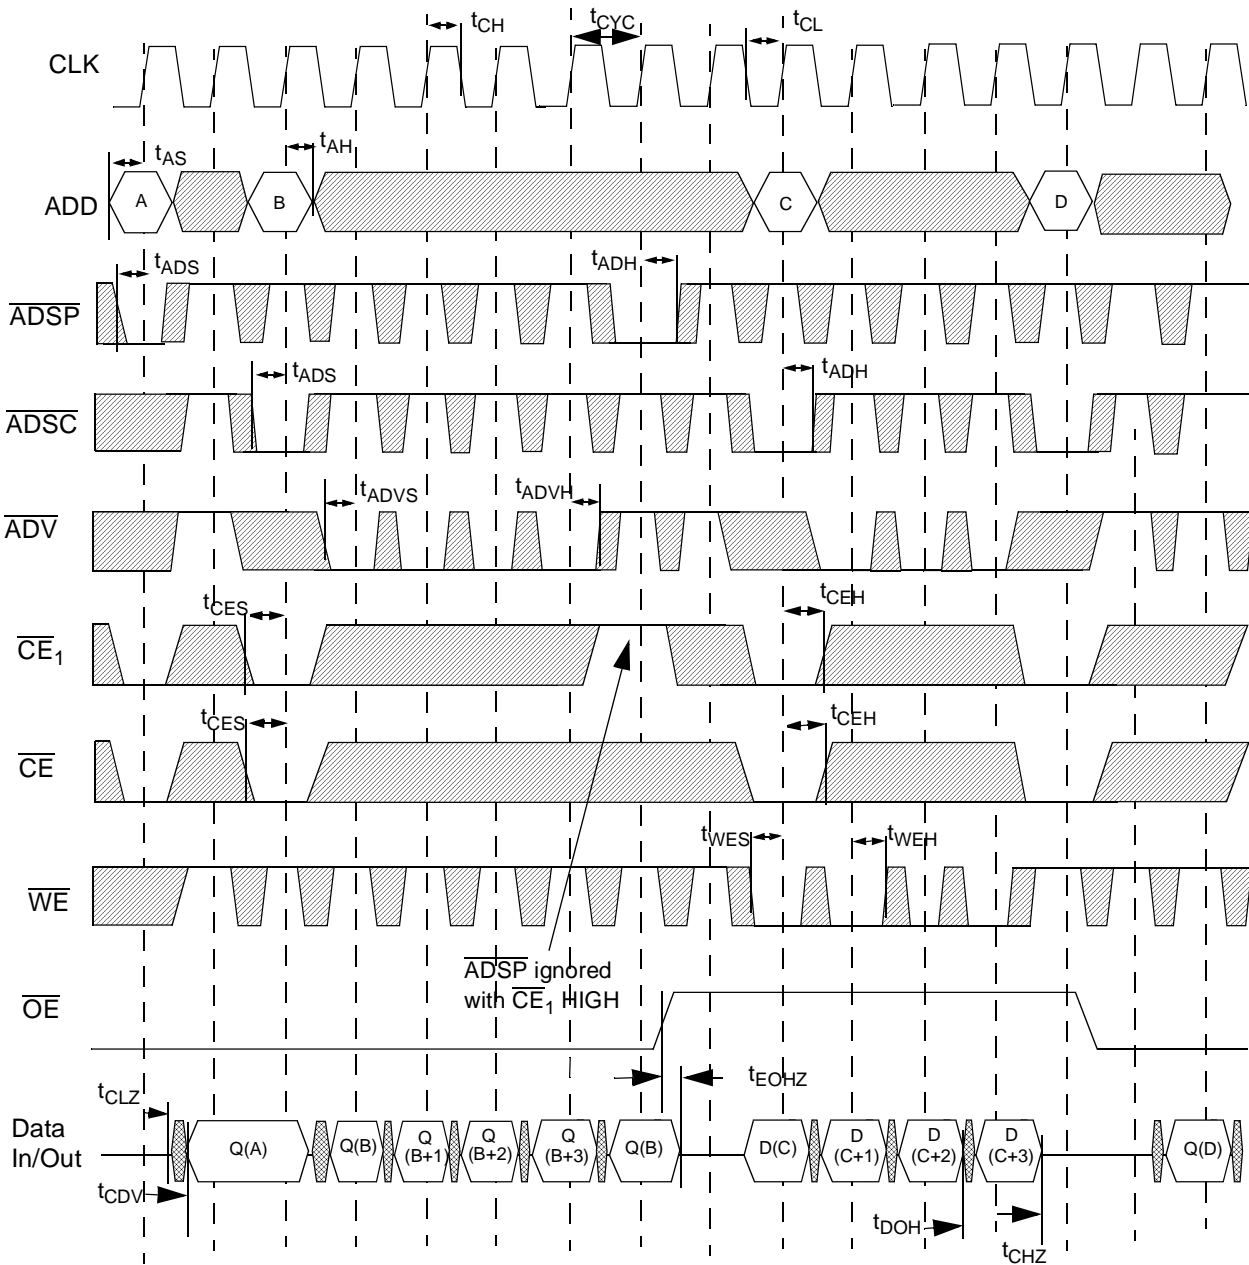 tCH
tCYC
tCL
CLK
tAS
tAH
ADD
A
B
C
D
tADS
tADH
ADSP
tADS
tADH
ADSC
tADVS
tADVH
ADV
tCES
tCEH
CE1
tCES
tCEH
CE
tWES
tWEH
WE
ADSP ignored
with CE1 HIGH
OE
tEOHZ
tCLZ
Data
In/Out
Q(A)
Q(B)
Q
(B+1)
Q
(B+2)
Q
(B+3)
Q(B)
D(C)
D
(C+1)
D
(C+2)
D
(C+3)
Q(D)
tCDV
tDOH
tCHZ